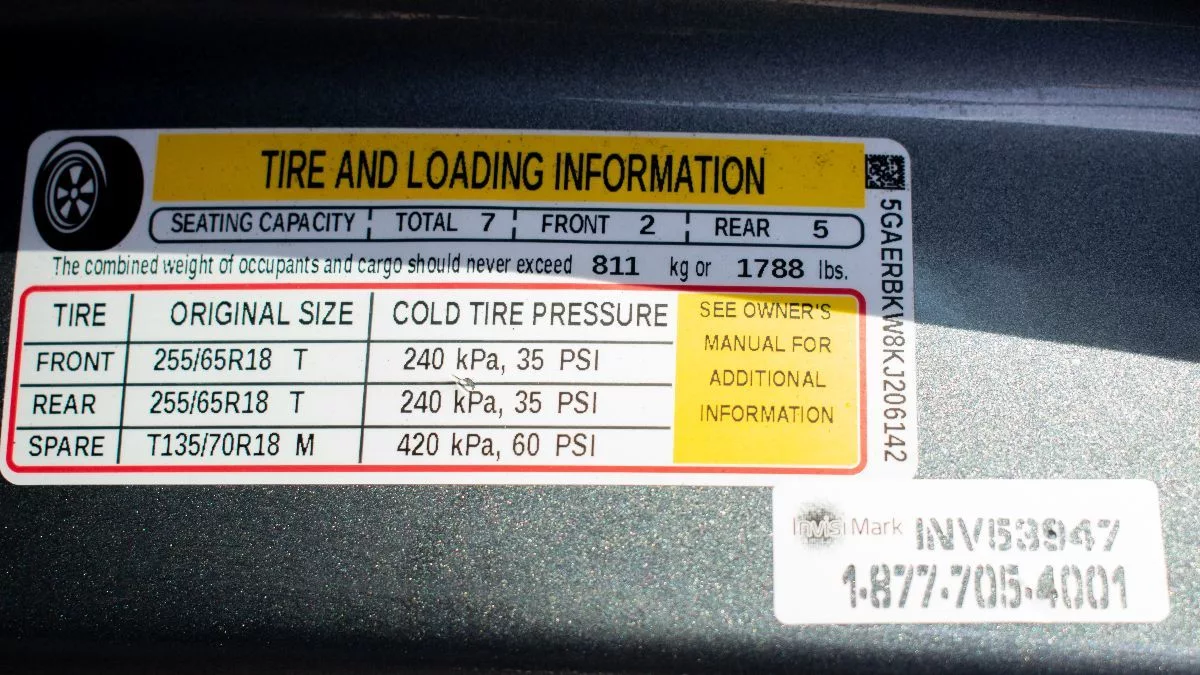 TIRE AND LOADING INFORMATION
SEATING CAPACITY TOTAL 7 FRONT 2 REAR 5
The combined weight of occupants and cargo should never exceed 811 kg or 1788 lbs.
TIRE ORIGINAL SIZE COLD TIRE PRESSURE
FRONT 255/65R18 T 240 kPa, 35 PSI
REAR 255/65R18 T 240 kPa, 35 PSI
SPARE T135/70R18 M 420 kPa, 60 PSI
SEE OWNER'S
MANUAL FOR
ADDITIONAL
INFORMATION
5GAERBKW8KJ206142
InvisiMark INV53947
1-877-705-4001